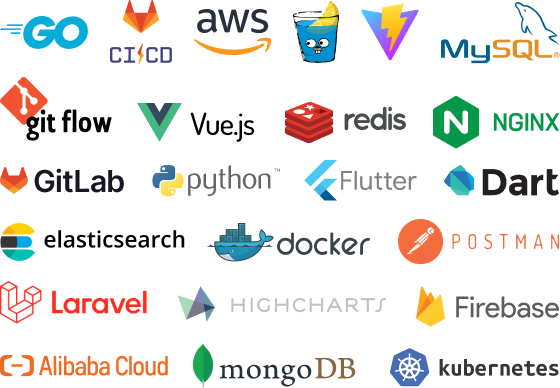 GO
CI/CD
aws
MySQL®
git flow
Vue.js
redis
N
NGINX
GitLab
python™
Flutter
Dart
elasticsearch
docker
POSTMAN
Laravel
HIGHCHARTS
Firebase
Alibaba Cloud
mongoDB
kubernetes